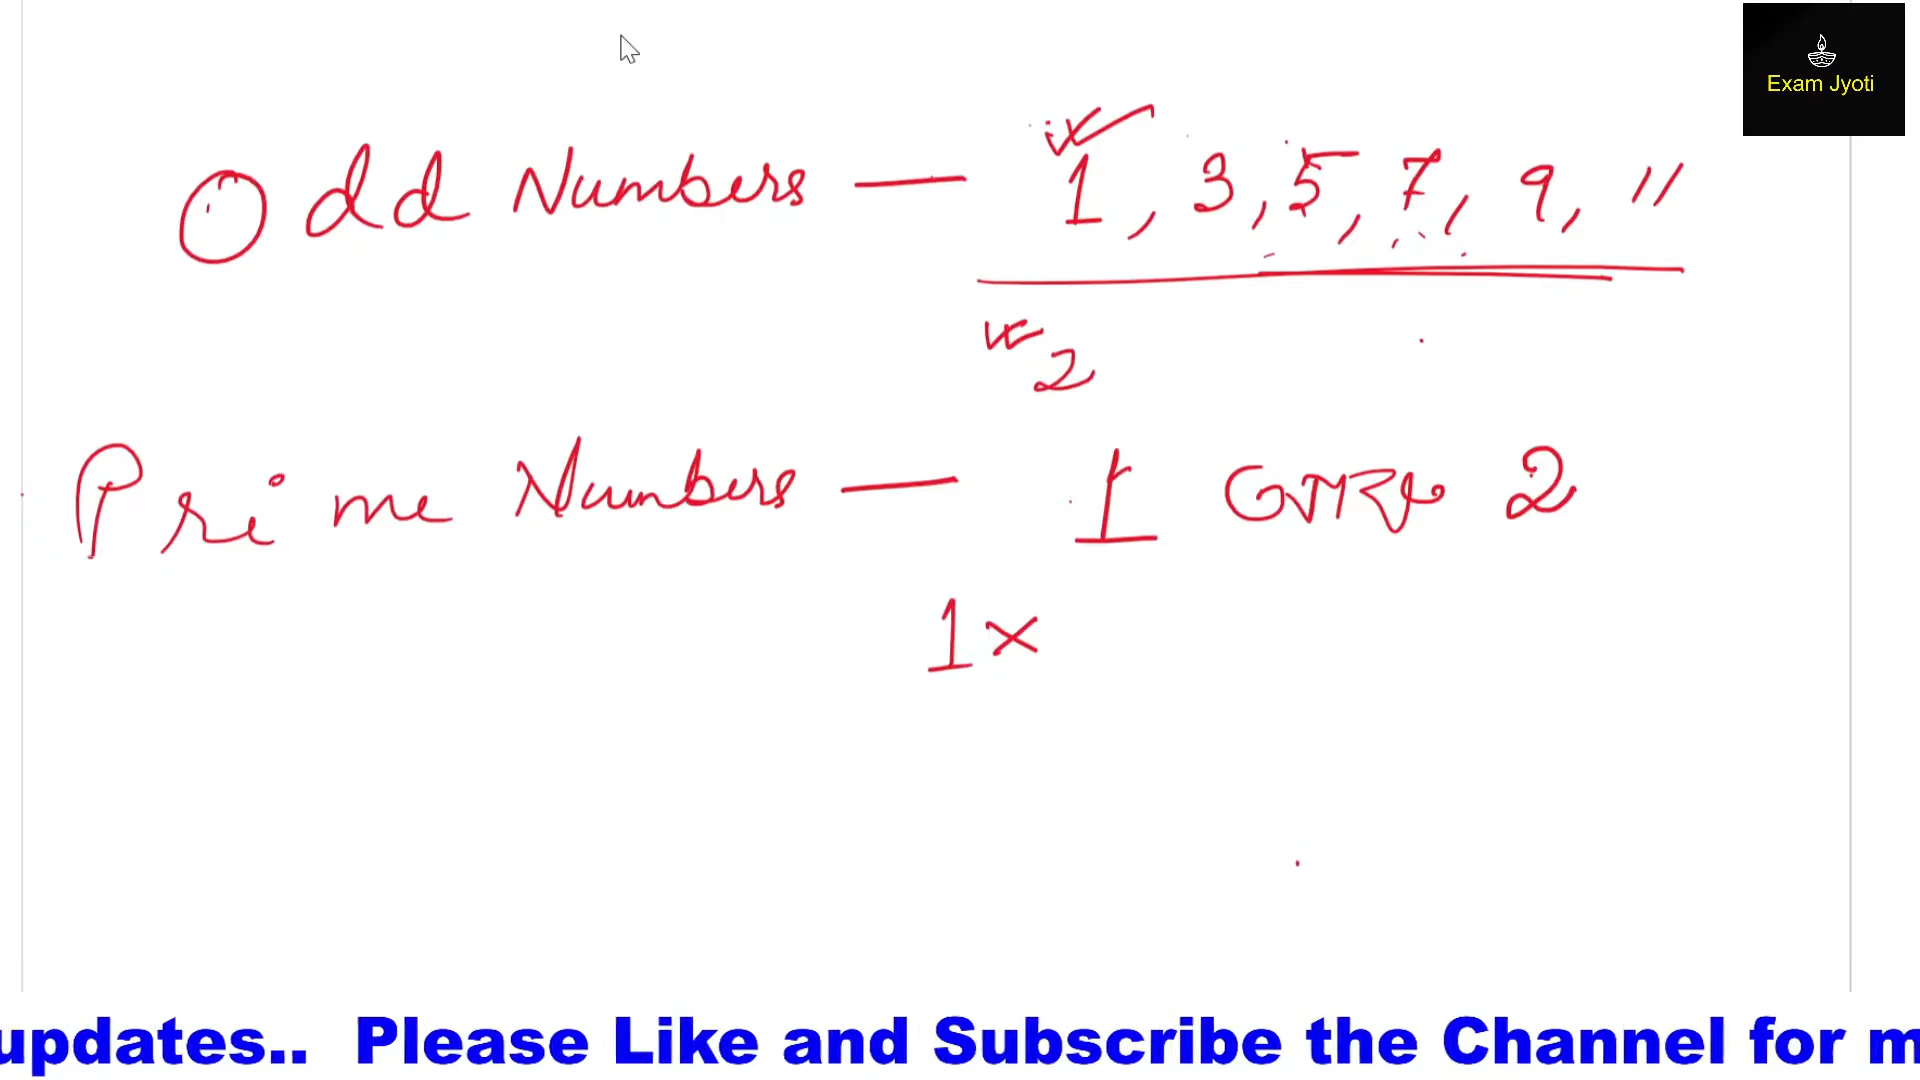 Exam Jyoti
Odd Numbers — 1, 3, 5, 7, 9, 11
2
Prime Numbers — 1 2
1×
updates.. Please Like and Subscribe the Channel for m